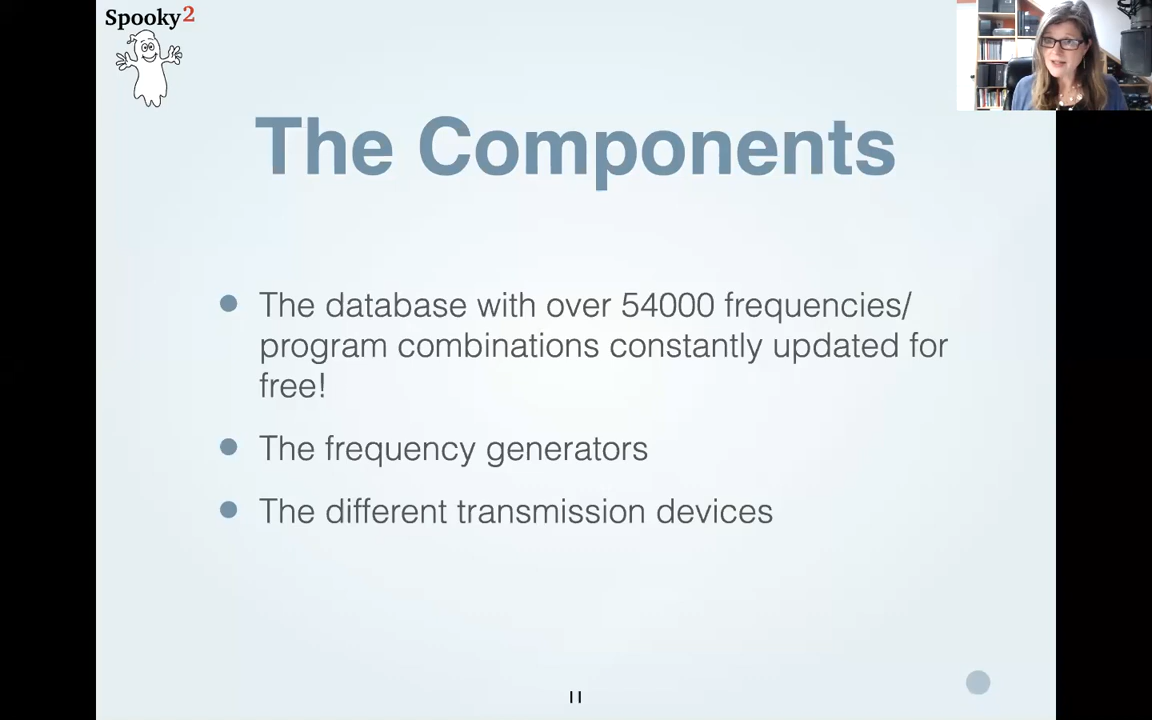 Spooky2
The Components
The database with over 54000 frequencies/
program combinations constantly updated for
free!
The frequency generators
The different transmission devices
11